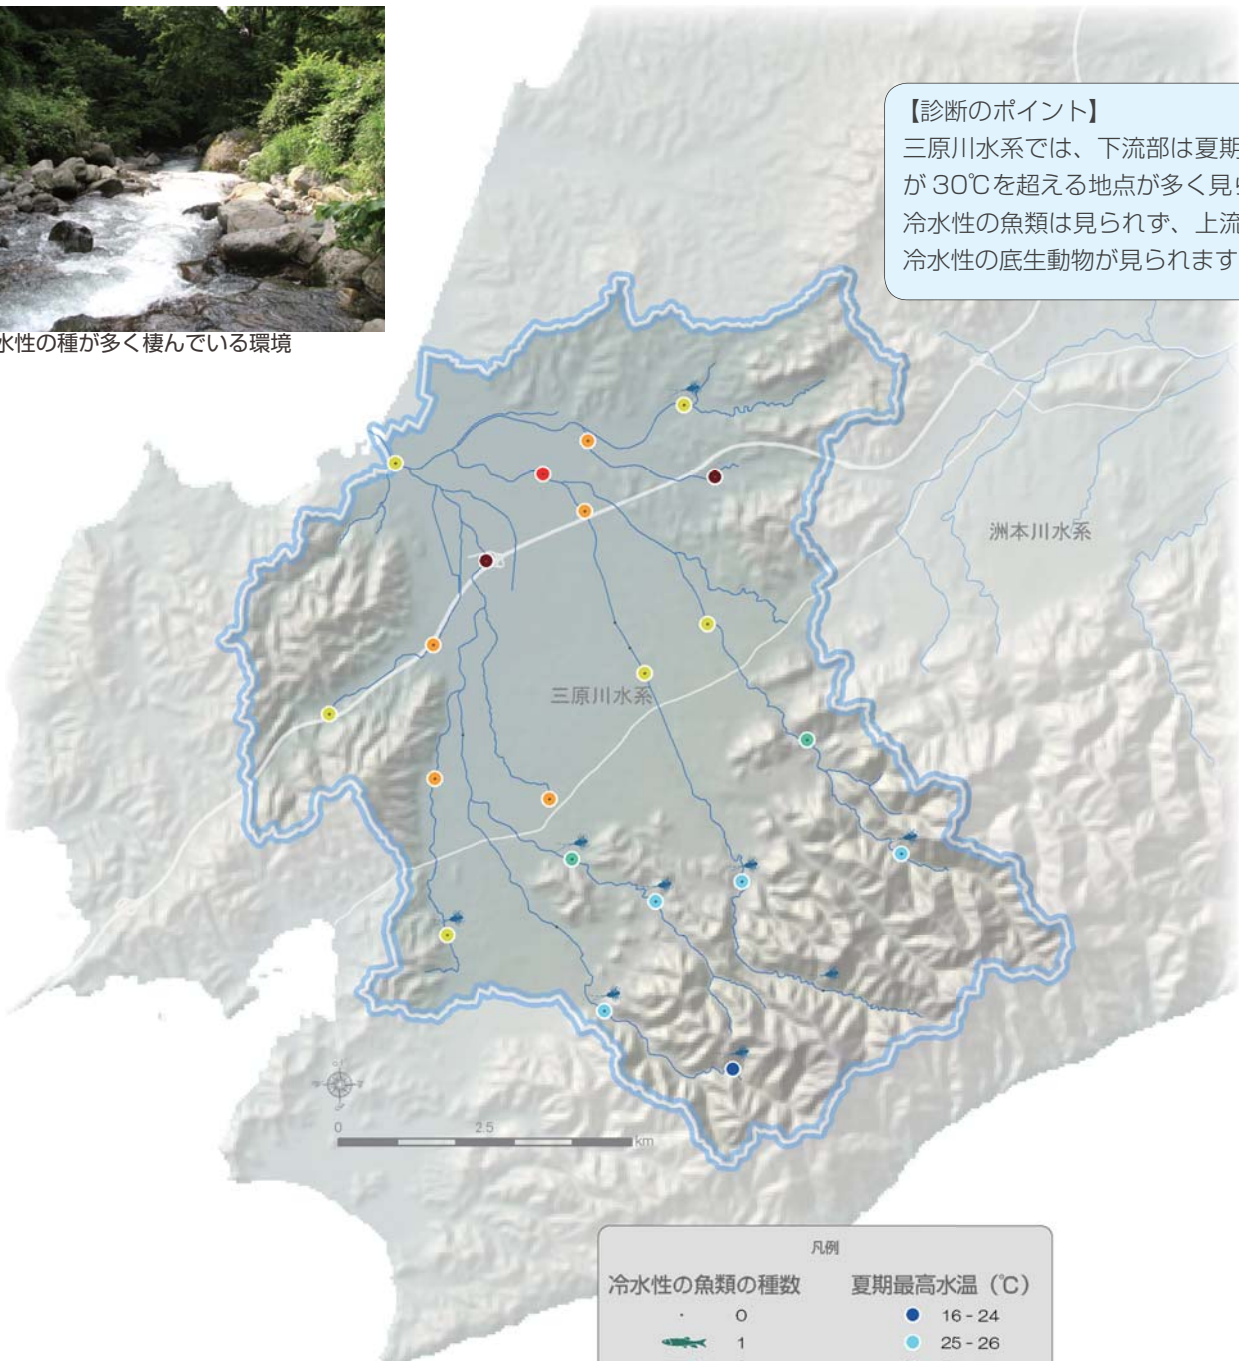 【診断のポイント】
三原川水系では、下流部は夏期
が30℃を超える地点が多く見
冷水性の魚類は見られず、上流
冷水性の底生動物が見られます
水性の種が多く棲んでいる環境
洲本川水系
三原川水系
0 2.5 km
凡例
冷水性の魚類の種数 夏期最高水温（℃）
0 16 - 24
1 25 - 26